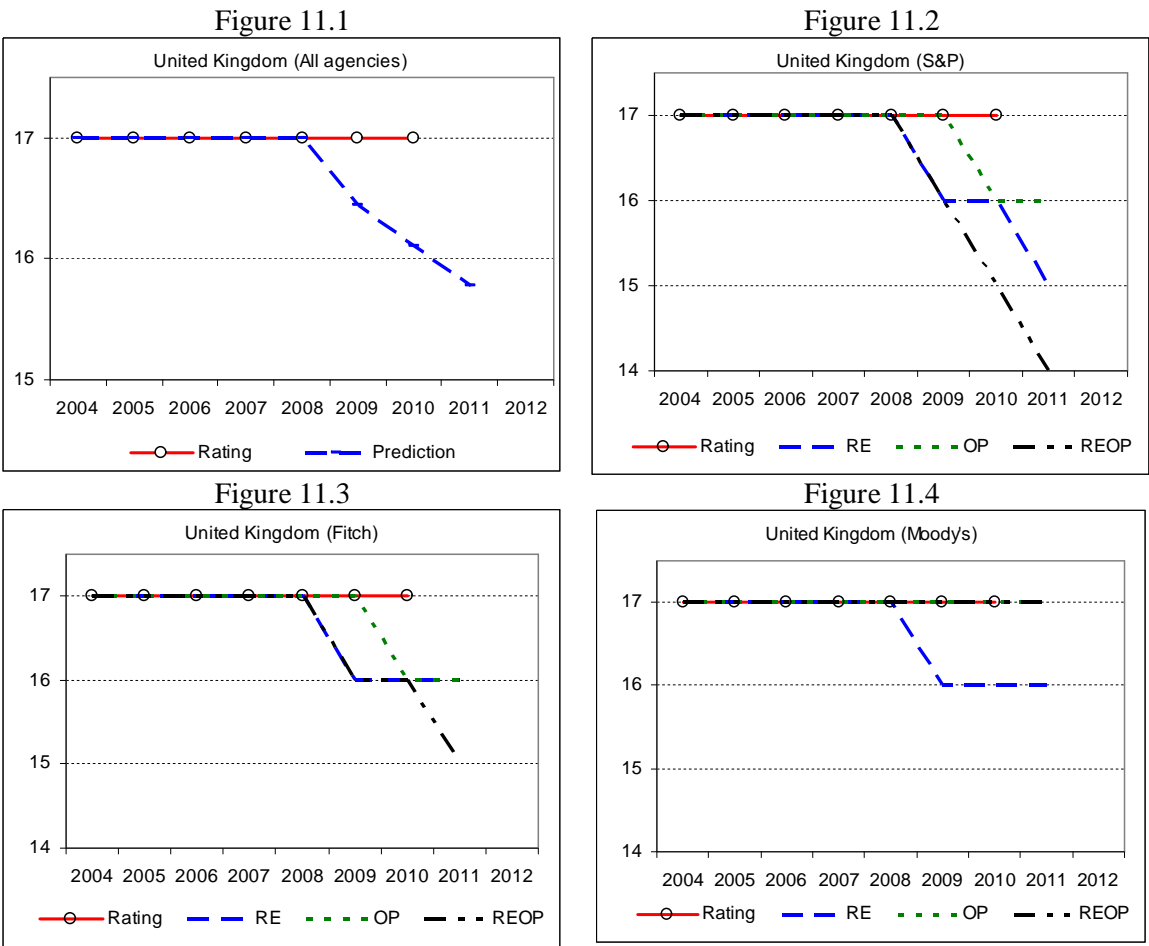 Figure 11.1
United Kingdom (All agencies)
17
16
15
2004 2005 2006 2007 2008 2009 2010 2011 2012
Rating Prediction
Figure 11.2
United Kingdom (S&P)
17
16
15
14
2004 2005 2006 2007 2008 2009 2010 2011 2012
Rating RE OP REOP
Figure 11.3
United Kingdom (Fitch)
17
16
15
14
2004 2005 2006 2007 2008 2009 2010 2011 2012
Rating RE OP REOP
Figure 11.4
United Kingdom (Moody's)
17
16
15
14
2004 2005 2006 2007 2008 2009 2010 2011 2012
Rating RE OP REOP